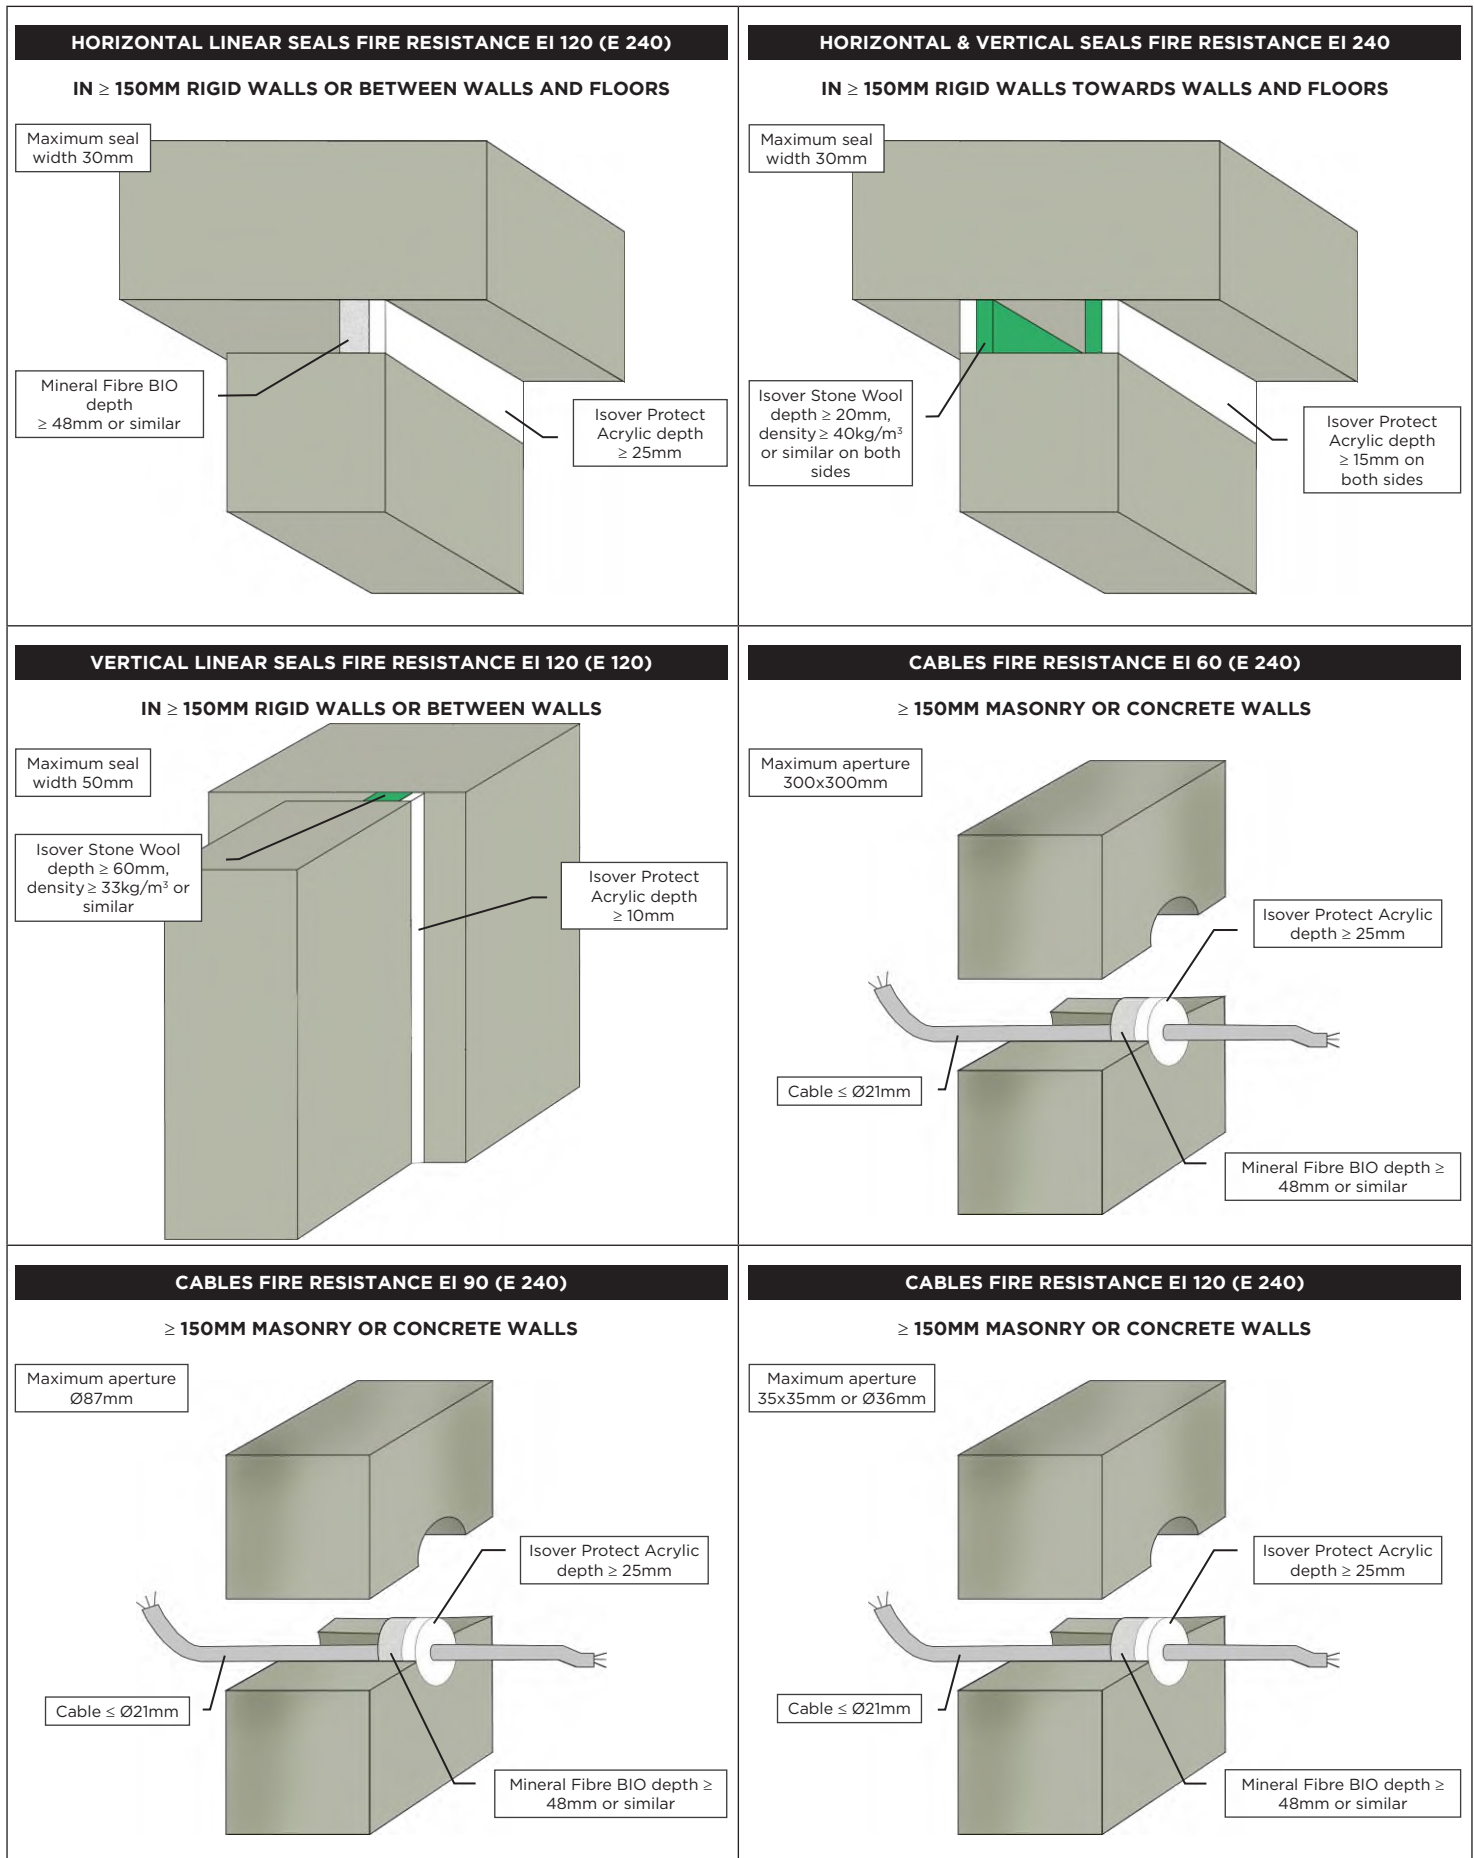 HORIZONTAL LINEAR SEALS FIRE RESISTANCE EI 120 (E 240)
IN ≥ 150MM RIGID WALLS OR BETWEEN WALLS AND FLOORS
Maximum seal
width 30mm
Mineral Fibre BIO
depth
≥ 48mm or similar
Isover Protect
Acrylic depth
≥ 25mm
HORIZONTAL & VERTICAL SEALS FIRE RESISTANCE EI 240
IN ≥ 150MM RIGID WALLS TOWARDS WALLS AND FLOORS
Maximum seal
width 30mm
Isover Stone Wool
depth ≥ 20mm,
density ≥ 40kg/m³
or similar on both
sides
Isover Protect
Acrylic depth
≥ 15mm on
both sides
VERTICAL LINEAR SEALS FIRE RESISTANCE EI 120 (E 120)
IN ≥ 150MM RIGID WALLS OR BETWEEN WALLS
Maximum seal
width 50mm
Isover Stone Wool
depth ≥ 60mm,
density ≥ 33kg/m³ or
similar
Isover Protect
Acrylic depth
≥ 10mm
CABLES FIRE RESISTANCE EI 60 (E 240)
≥ 150MM MASONRY OR CONCRETE WALLS
Maximum aperture
300x300mm
Isover Protect Acrylic
depth ≥ 25mm
Cable ≤ Ø21mm
Mineral Fibre BIO depth ≥
48mm or similar
CABLES FIRE RESISTANCE EI 90 (E 240)
≥ 150MM MASONRY OR CONCRETE WALLS
Maximum aperture
Ø87mm
Isover Protect Acrylic
depth ≥ 25mm
Cable ≤ Ø21mm
Mineral Fibre BIO depth ≥
48mm or similar
CABLES FIRE RESISTANCE EI 120 (E 240)
≥ 150MM MASONRY OR CONCRETE WALLS
Maximum aperture
35x35mm or Ø36mm
Isover Protect Acrylic
depth ≥ 25mm
Cable ≤ Ø21mm
Mineral Fibre BIO depth ≥
48mm or similar